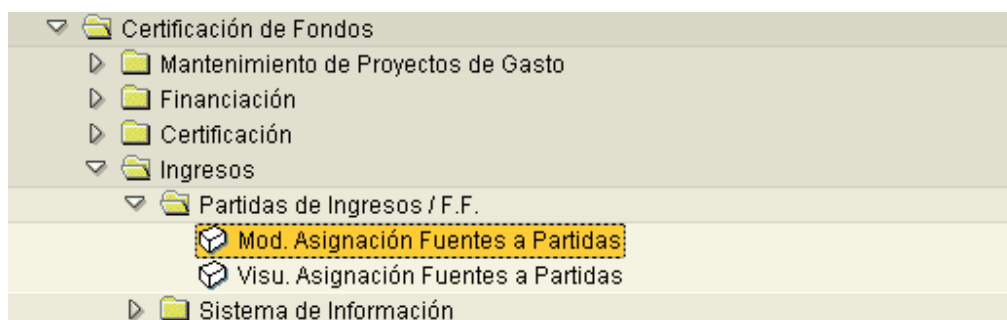 Certificación de Fondos
Mantenimiento de Proyectos de Gasto
Financiación
Certificación
Ingresos
Partidas de Ingresos / F.F.
Mod. Asignación Fuentes a Partidas
Visu. Asignación Fuentes a Partidas
Sistema de Información